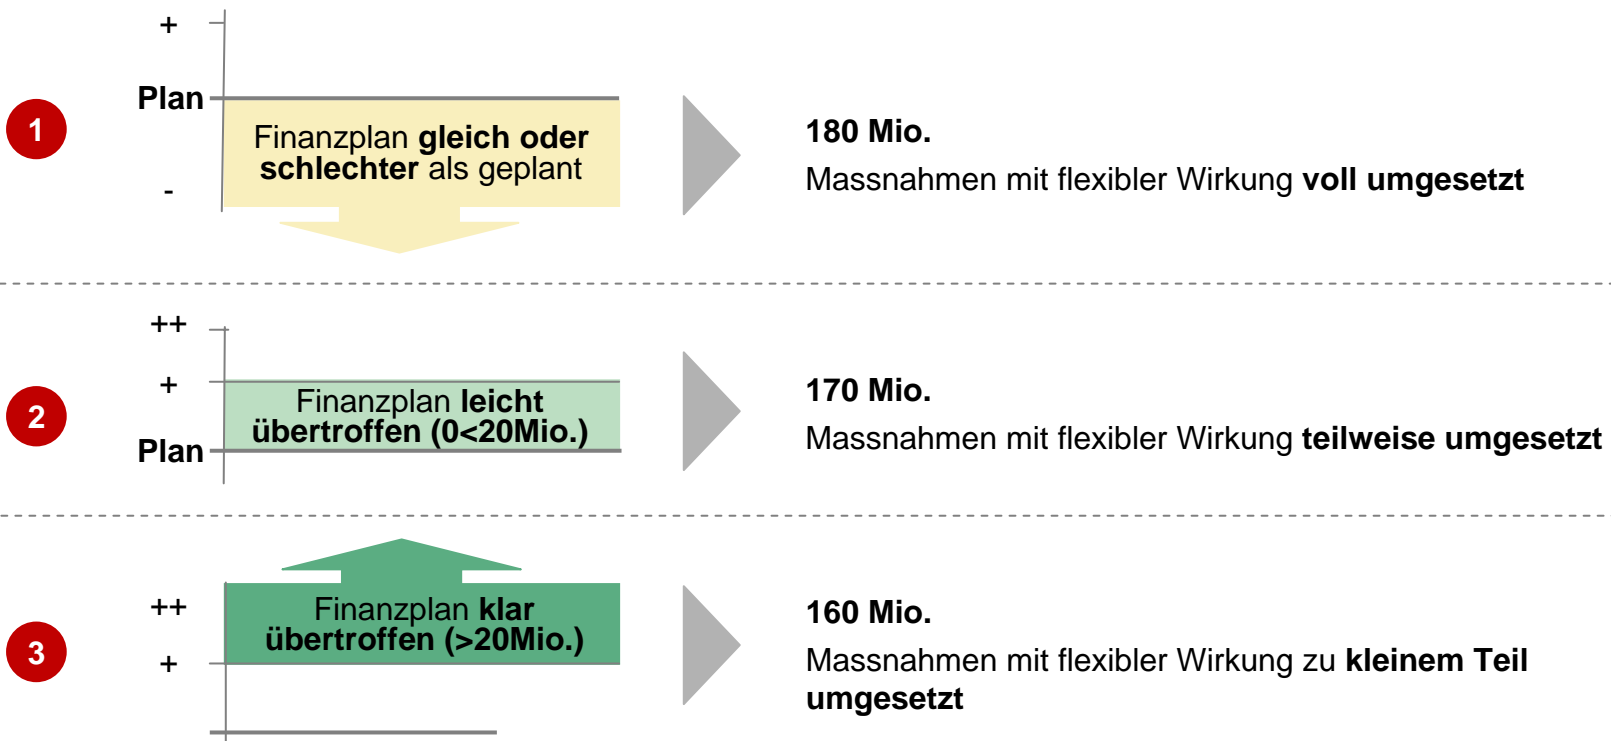 +
Plan
1
-
Finanzplan gleich oder
schlechter als geplant
180 Mio.
Massnahmen mit flexibler Wirkung voll umgesetzt
++
+
2
Plan
Finanzplan leicht
übertroffen (0<20Mio.)
170 Mio.
Massnahmen mit flexibler Wirkung teilweise umgesetzt
++
3
+
Finanzplan klar
übertroffen (>20Mio.)
160 Mio.
Massnahmen mit flexibler Wirkung zu kleinem Teil
umgesetzt